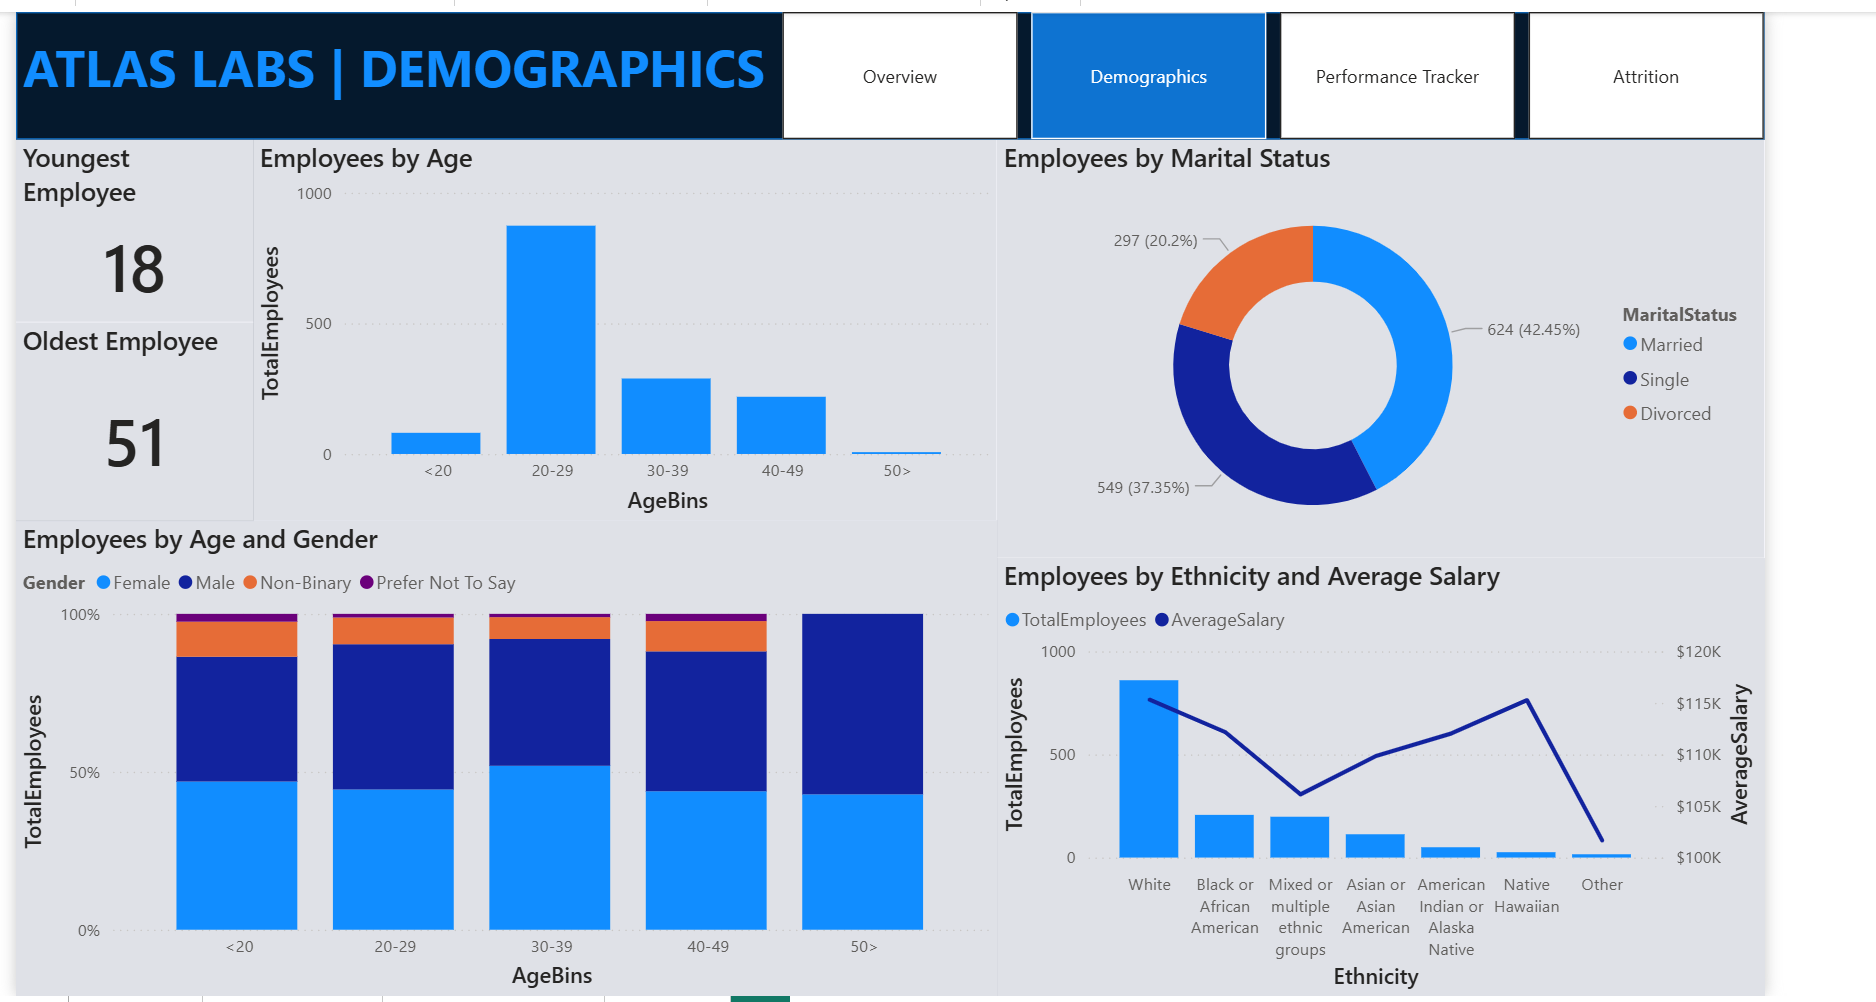 ATLAS LABS | DEMOGRAPHICS
Overview
Demographics
Performance Tracker
Attrition
Youngest
Employee
18
Oldest Employee
51
Employees by Age
TotalEmployees
1000
500
0
<20
20-29
30-39
40-49
50>
AgeBins
Employees by Marital Status
297 (20.2%)
624 (42.45%)
549 (37.35%)
MaritalStatus
Married
Single
Divorced
Employees by Age and Gender
Gender Female Male Non-Binary Prefer Not To Say
TotalEmployees
100%
50%
0%
<20
20-29
30-39
40-49
50>
AgeBins
Employees by Ethnicity and Average Salary
TotalEmployees AverageSalary
TotalEmployees
1000
500
0
$120K
$115K
$110K
$105K
$100K
AverageSalary
White
Black or
African
American
Mixed or
multiple
ethnic
groups
Asian or
Asian
American
American
Indian or
Alaska
Native
Native
Hawaiian
Other
Ethnicity